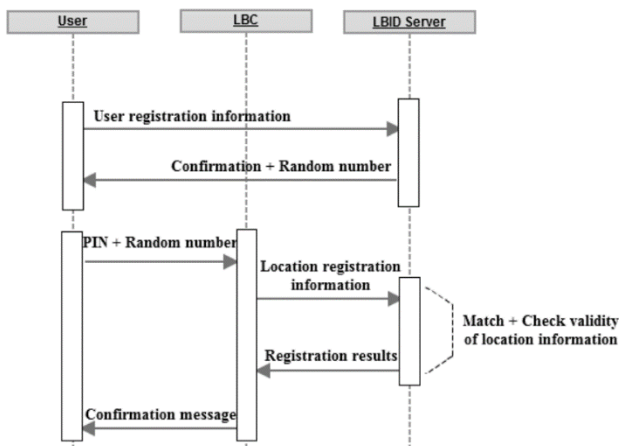 User
LBC
LBID Server
User registration information
Confirmation + Random number
PIN + Random number
Location registration
information
Match + Check validity
of location information
Registration results
Confirmation message